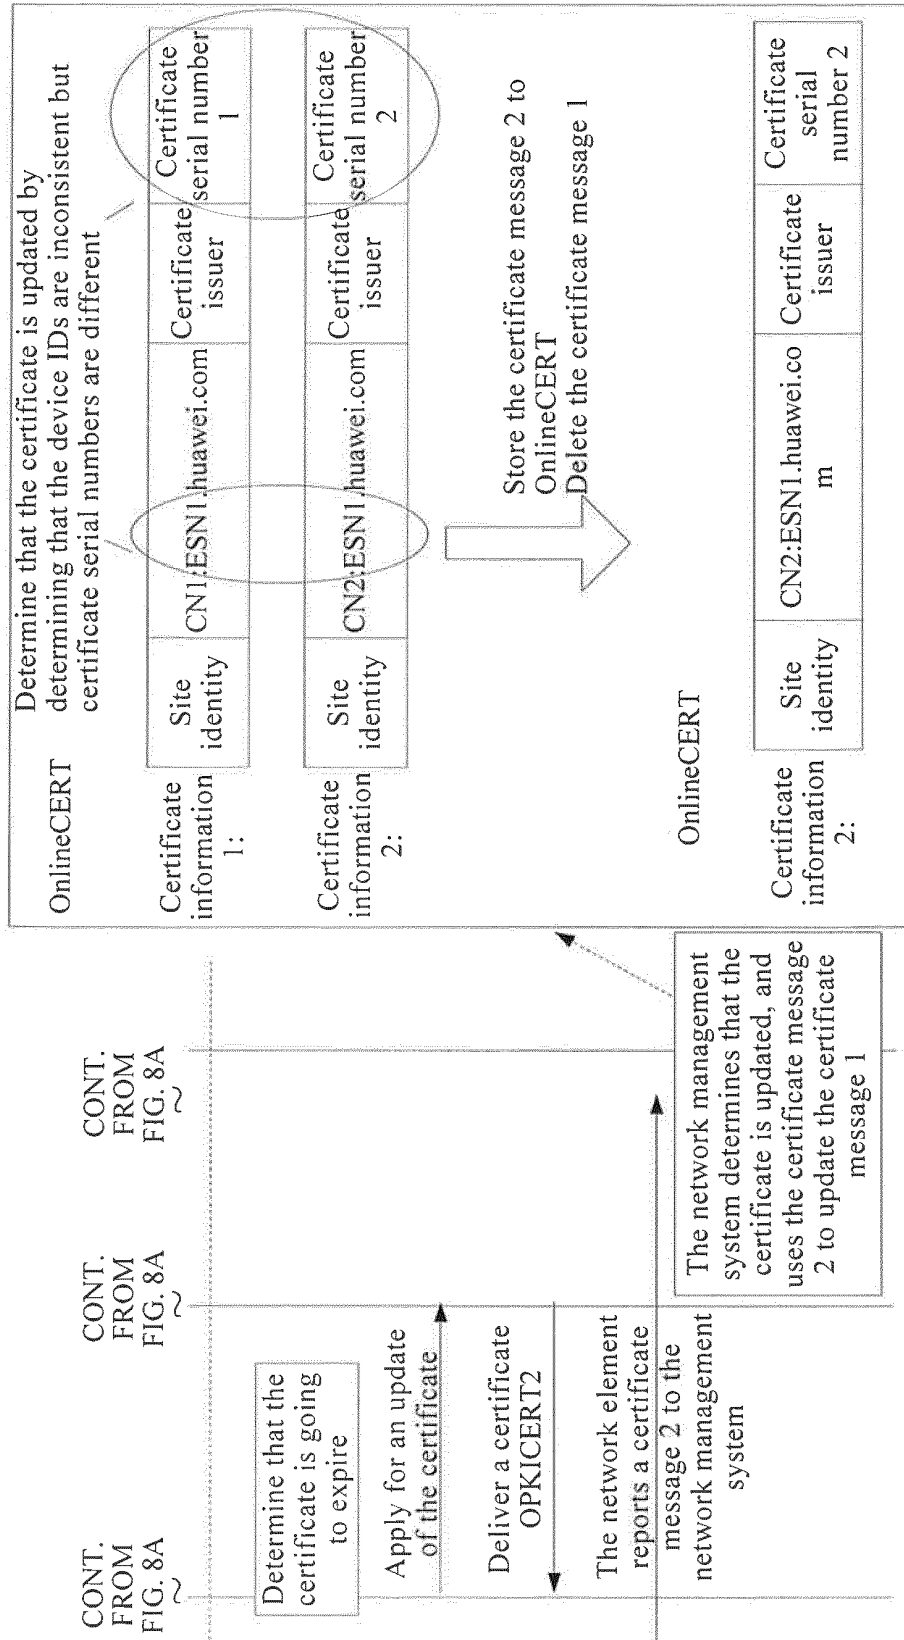 CONT.
FROM
FIG. 8A
CONT.
FROM
FIG. 8A
CONT.
FROM
FIG. 8A
Determine that the
certificate is going
to expire
Apply for an update
of the certificate
Deliver a certificate
OPKICERT2
The network element
reports a certificate
message 2 to the
network management
system
The network management
system determines that the
certificate is updated, and
uses the certificate message
2 to update the certificate
message 1
OnlineCERT
Determine that the certificate is updated by
determining that the device IDs are inconsistent but
certificate serial numbers are different
Certificate
information
1:
Site
identity
CN1:ESN1.huawei.com
Certificate
issuer
Certificate
serial number
1
Certificate
information
2:
Site
identity
CN2:ESN1.huawei.com
Certificate
issuer
Certificate
serial number
2
Store the certificate message 2 to
OnlineCERT
Delete the certificate message 1
OnlineCERT
Certificate
information
2:
Site
identity
CN2:ESN1.huawei.co
m
Certificate
issuer
Certificate
serial
number 2